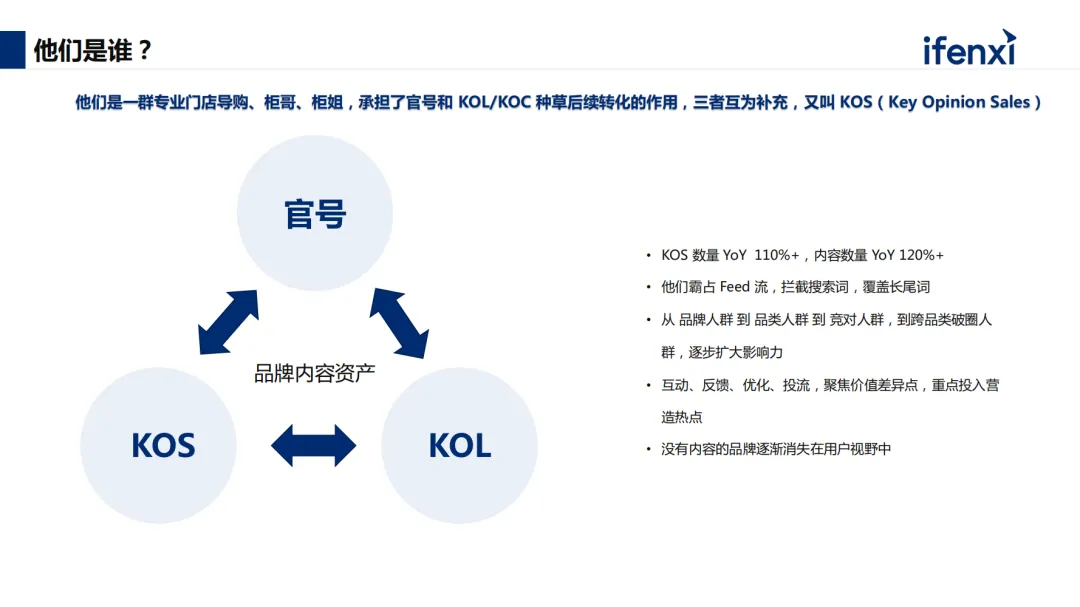 他们是谁？
ifenxi
他们是一群专业门店导购、柜哥、柜姐，承担了官号和 KOL/KOC 种草后续转化的作用，三者互为补充，又叫 KOS（Key Opinion Sales）
官号
品牌内容资产
KOS
KOL
• KOS 数量 YoY 110%+，内容数量 YoY 120%+
• 他们霸占 Feed 流，拦截搜索词，覆盖长尾词
• 从 品牌人群 到 品类人群 到 竞对人群，到跨品类破圈人
群，逐步扩大影响力
• 互动、反馈、优化、投流，聚焦价值差异点，重点投入营
造热点
• 没有内容的品牌逐渐消失在用户视野中